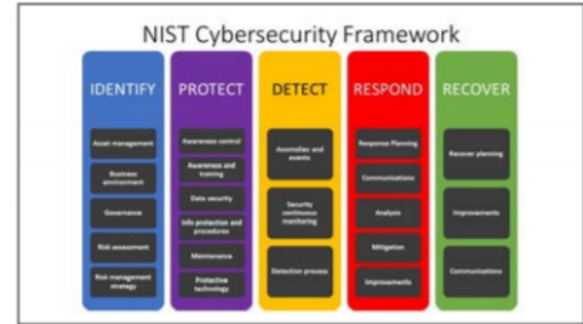 NIST Cybersecurity Framework
IDENTIFY
Asset management
Business
environment
Governance
Risk assessment
Risk management
strategy
PROTECT
Awareness control
Awareness and
training
Data security
Info protection and
procedures
Maintenance
Protective
technology
DETECT
Anomalies and
events
Security
continuous
monitoring
Detection process
RESPOND
Response Planning
Communications
Analysis
Mitigation
Improvements
RECOVER
Recover planning
Improvements
Communications